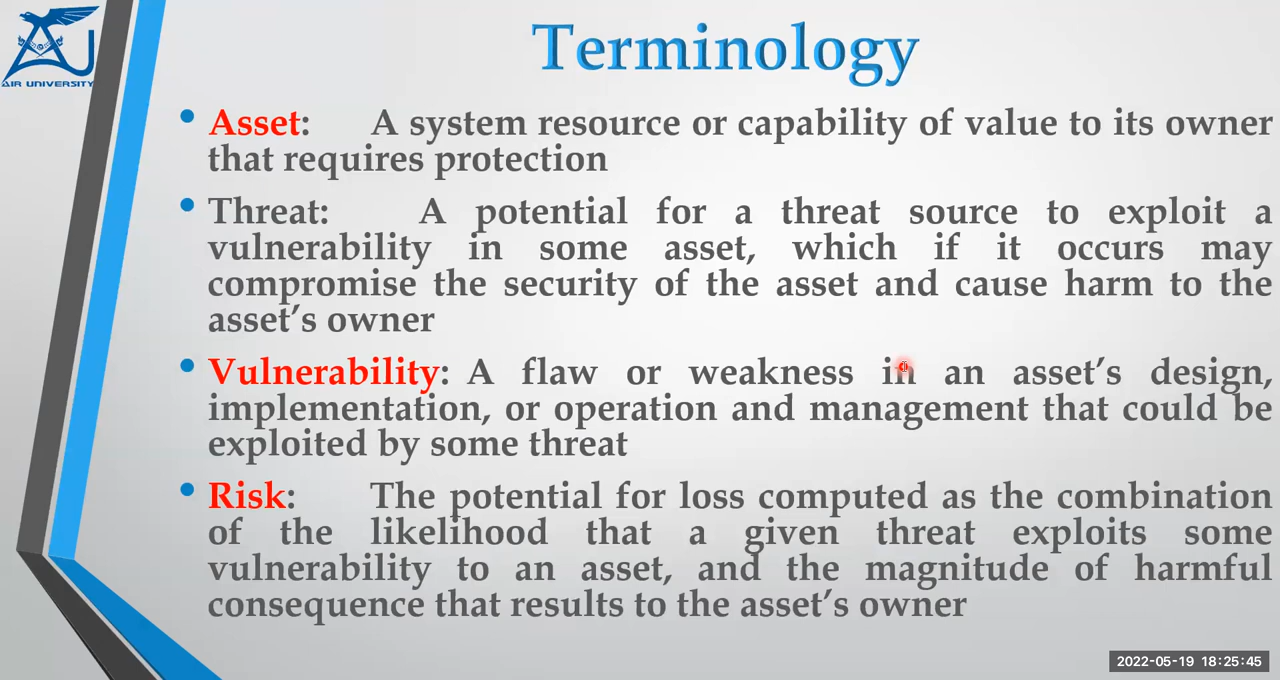 AIR UNIVERSITY
Terminology
• Asset: A system resource or capability of value to its owner
that requires protection
• Threat: A potential for a threat source to exploit a
vulnerability in some asset, which if it occurs may
compromise the security of the asset and cause harm to the
asset’s owner
• Vulnerability: A flaw or weakness in an asset’s design,
implementation, or operation and management that could be
exploited by some threat
• Risk: The potential for loss computed as the combination
of the likelihood that a given threat exploits some
vulnerability to an asset, and the magnitude of harmful
consequence that results to the asset’s owner
2022-05-19 18:25:45